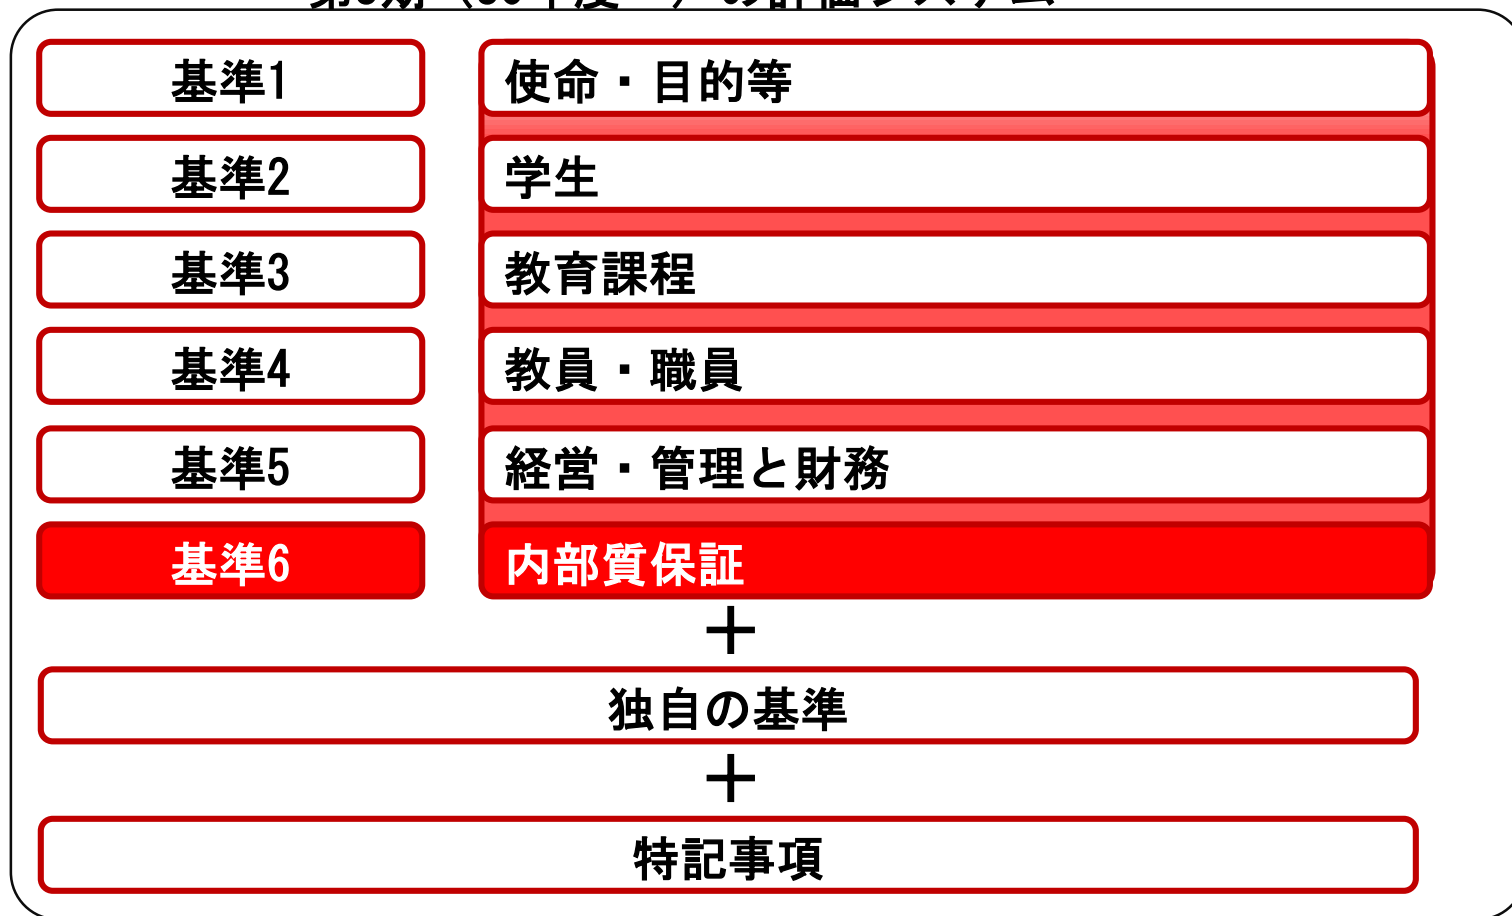 基準1 使命・目的等
基準2 学生
基準3 教育課程
基準4 教員・職員
基準5 経営・管理と財務
基準6 内部質保証
＋
独自の基準
＋
特記事項